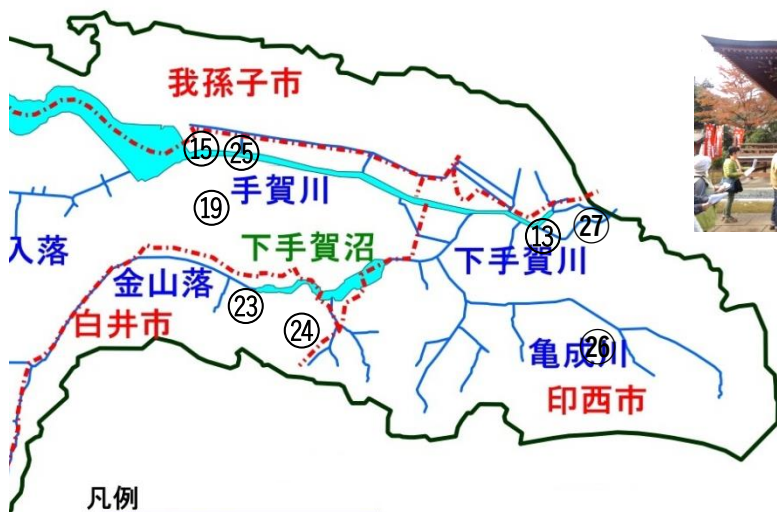 我孫子市
⑮
㉕
手賀川
⑲
入落
下手賀沼
⑬
㉗
下手賀川
金山落
㉓
白井市
㉔
亀成川
㉖
印西市
凡例